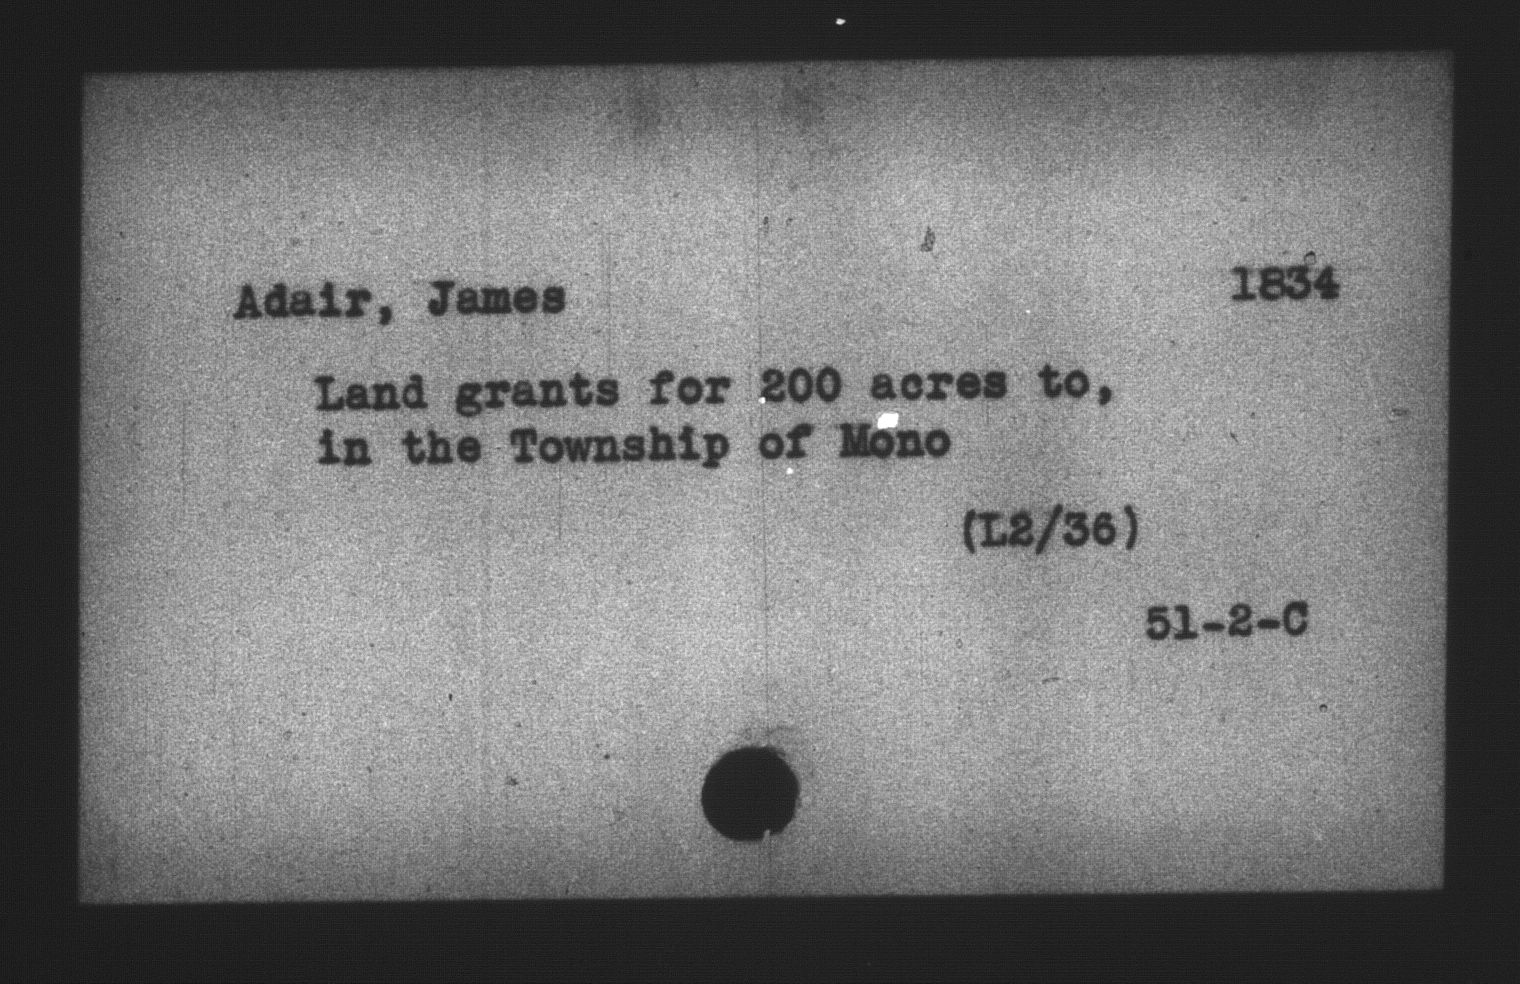 Adair, James 1834
Land grants for 200 acres to,
in the Township of Mono
(L2/36)
51-2-C